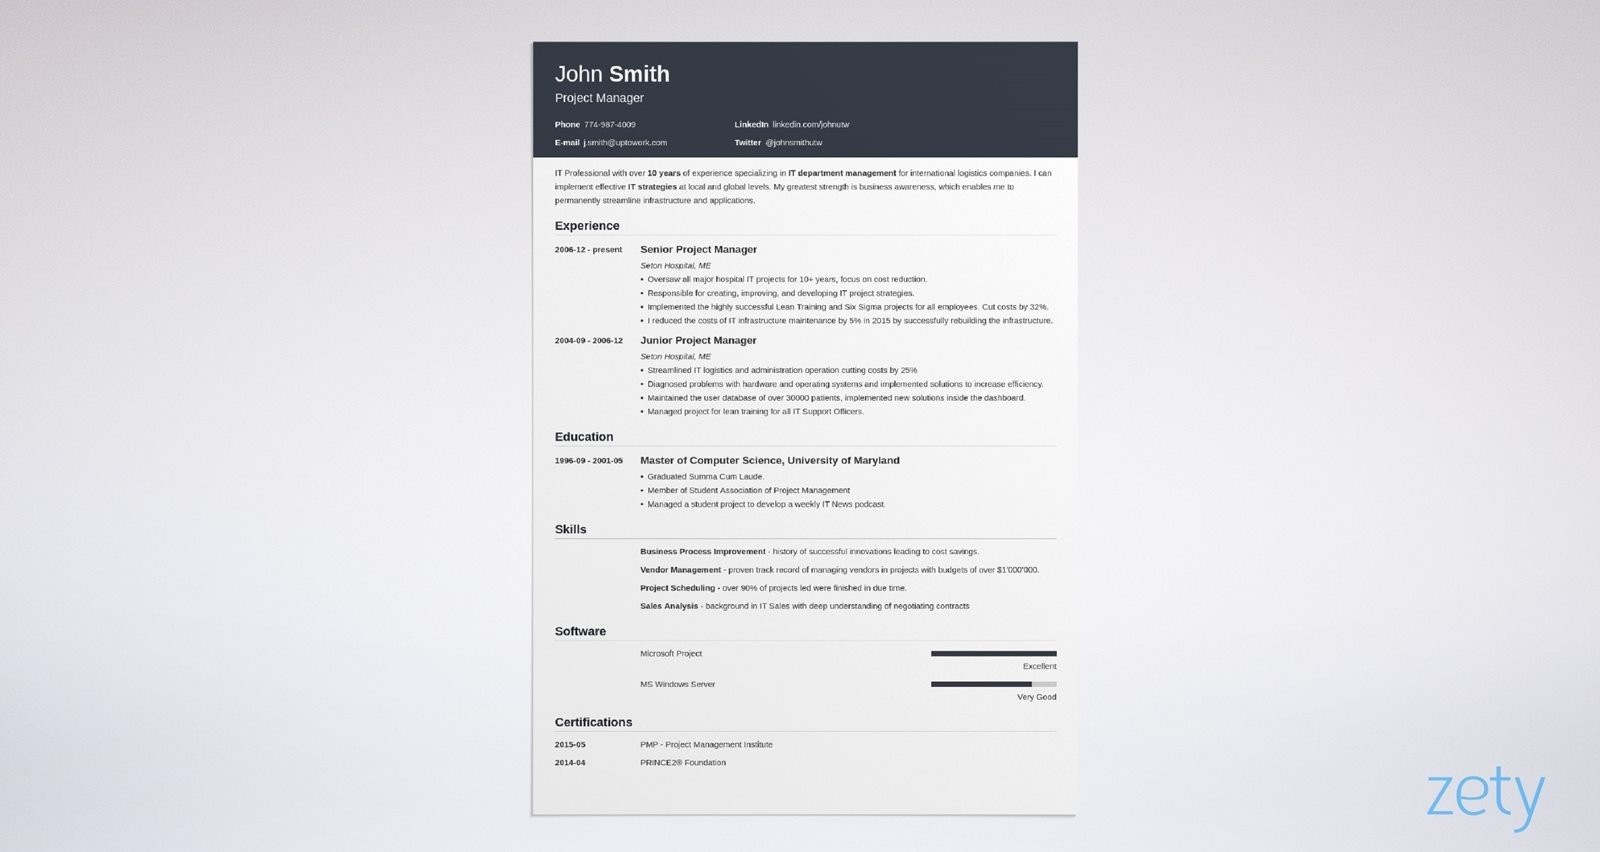 John Smith
Project Manager
Phone 774-987-4009
LinkedIn linkedin.com/johnutw
E-mail j.smith@uptowork.com
Twitter @johnsmithutw
IT Professional with over 10 years of experience specializing in IT department management for international logistics companies. I can
implement effective IT strategies at local and global levels. My greatest strength is business awareness, which enables me to
permanently streamline infrastructure and applications.
Experience
2006-12 - present
Senior Project Manager
Seton Hospital, ME
• Oversaw all major hospital IT projects for 10+ years, focus on cost reduction.
• Responsible for creating, improving, and developing IT project strategies.
• Implemented the highly successful Lean Training and Six Sigma projects for all employees. Cut costs by 32%.
• I reduced the costs of IT infrastructure maintenance by 5% in 2015 by successfully rebuilding the infrastructure.
2004-09 - 2006-12
Junior Project Manager
Seton Hospital, ME
• Streamlined IT logistics and administration operation cutting costs by 25%
• Diagnosed problems with hardware and operating systems and implemented solutions to increase efficiency.
• Maintained the user database of over 30000 patients, implemented new solutions inside the dashboard.
• Managed project for lean training for all IT Support Officers.
Education
1996-09 - 2001-05
Master of Computer Science, University of Maryland
• Graduated Summa Cum Laude.
• Member of Student Association of Project Management
• Managed a student project to develop a weekly IT News podcast.
Skills
Business Process Improvement - history of successful innovations leading to cost savings.
Vendor Management - proven track record of managing vendors in projects with budgets of over $1'000'000.
Project Scheduling - over 90% of projects led were finished in due time.
Sales Analysis - background in IT Sales with deep understanding of negotiating contracts
Software
Microsoft Project
Excellent
MS Windows Server
Very Good
Certifications
2015-05
PMP - Project Management Institute
2014-04
PRINCE2® Foundation
zety